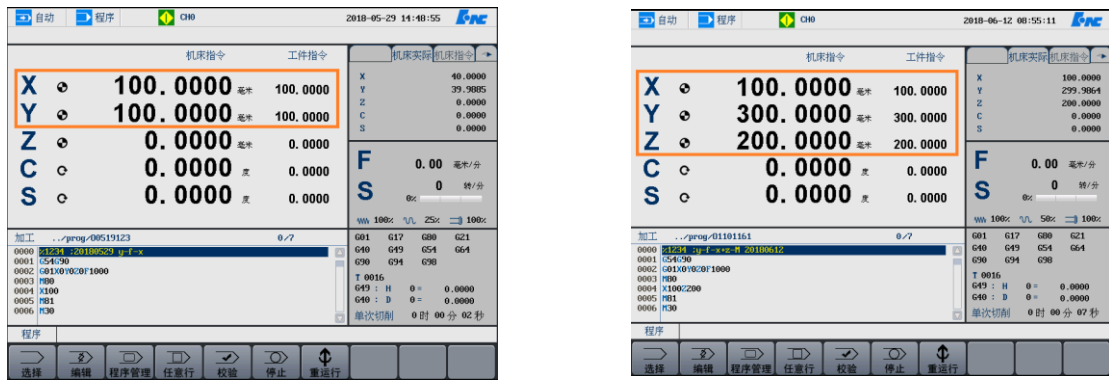 自动 程序 CH0 2018-05-29 14:48:55
机床指令 工件指令 机床实际 机床指令
X 100.0000 毫米 100.0000
Y 100.0000 毫米 100.0000
Z 0.0000 毫米 0.0000
C 0.0000 度 0.0000
S 0.0000 度 0.0000
X 40.0000
Y 39.9885
Z 0.0000
C 0.0000
S 0.0000
F 0.00 毫米/分
S 0 转/分
0%
100% 25% 100%
加工 ../prog/O0519123 0/7
0000 %1234 :20180529 y-f-x
0001 G54G90
0002 G01X0Y0Z0F1000
0003 M80
0004 X100
0005 M81
0006 M30
G01 G17 G80 G21
G40 G49 G54 G64
G90 G94 G98
T 0016
G49 : H 0 = 0.0000
G40 : D 0 = 0.0000
单次切削 0时 00分 02秒
程序
选择 编辑 程序管理 任意行 校验 停止 重运行
自动 程序 CH0 2018-06-12 08:55:11
机床指令 工件指令 机床实际 机床指令
X 100.0000 毫米 100.0000
Y 300.0000 毫米 300.0000
Z 200.0000 毫米 200.0000
C 0.0000 度 0.0000
S 0.0000 度 0.0000
X 100.0000
Y 299.9864
Z 200.0000
C 0.0000
S 0.0000
F 0.00 毫米/分
S 0 转/分
0%
100% 50% 100%
加工 ../prog/O1101161 0/7
0000 %1234 :y-f-x+z-M 20180612
0001 G54G90
0002 G01X0Y0Z0F1000
0003 M80
0004 X100Z200
0005 M81
0006 M30
G01 G17 G80 G21
G40 G49 G54 G64
G90 G94 G98
T 0016
G49 : H 0 = 0.0000
G40 : D 0 = 0.0000
单次切削 0时 00分 07秒
程序
选择 编辑 程序管理 任意行 校验 停止 重运行